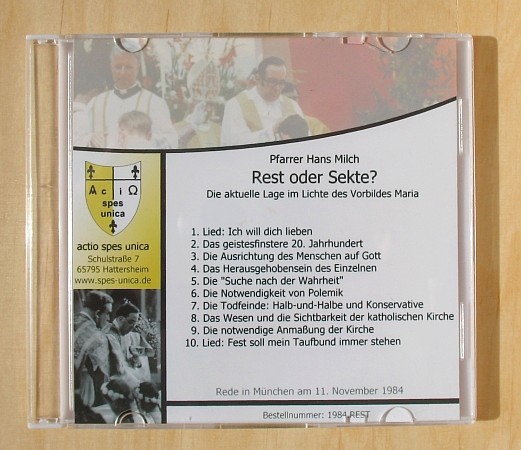 Pfarrer Hans Milch
Rest oder Sekte?
Die aktuelle Lage im Lichte des Vorbildes Maria
A c i Ω
spes
unica
actio spes unica
Schulstraße 7
65795 Hattersheim
www.spes-unica.de
1. Lied: Ich will dich lieben
2. Das geistesfinstere 20. Jahrhundert
3. Die Ausrichtung des Menschen auf Gott
4. Das Herausgehobensein des Einzelnen
5. Die "Suche nach der Wahrheit"
6. Die Notwendigkeit von Polemik
7. Die Todfeinde: Halb-und-Halbe und Konservative
8. Das Wesen und die Sichtbarkeit der katholischen Kirche
9. Die notwendige Anmaßung der Kirche
10. Lied: Fest soll mein Taufbund immer stehen
Rede in München am 11. November 1984
Bestellnummer: 1984 REST